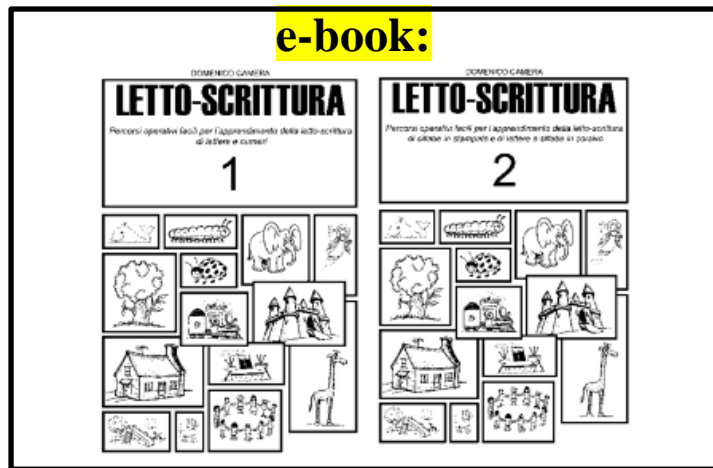 e-book:
DOMENICO CAMERA
LETTO-SCRITTURA
Percorsi operativi facili per l'apprendimento della letto-scrittura
di lettere e numeri
1
DOMENICO CAMERA
LETTO-SCRITTURA
Percorsi operativi facili per l'apprendimento della letto-scrittura
di sillabe in stampato e di lettere e sillabe in corsivo
2